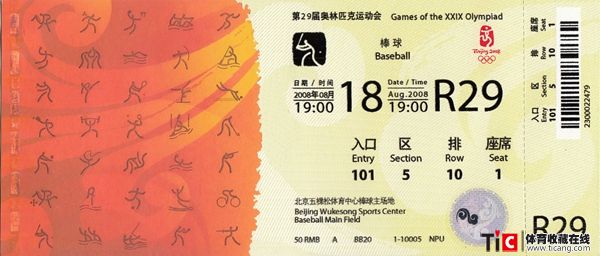 第29届奥林匹克运动会 Games of the XXIX Olympiad
棒球
Baseball
Beijing 2008
日期 / 时间
2008年08月
19:00
18
Date / Time
Aug.2008
19:00
R29
入口 区 排 座席
Entry Section Row Seat
101 5 10 1
北京五棵松体育中心棒球主场地
Beijing Wukesong Sports Center
Baseball Main Field
50 RMB A BB20 1-10005 NPU
座席 Seat 1
排 Row 10
区 Section 5
入口 Entry 101
2300022479
R29
TiC 体育收藏在线
www.ticang.com